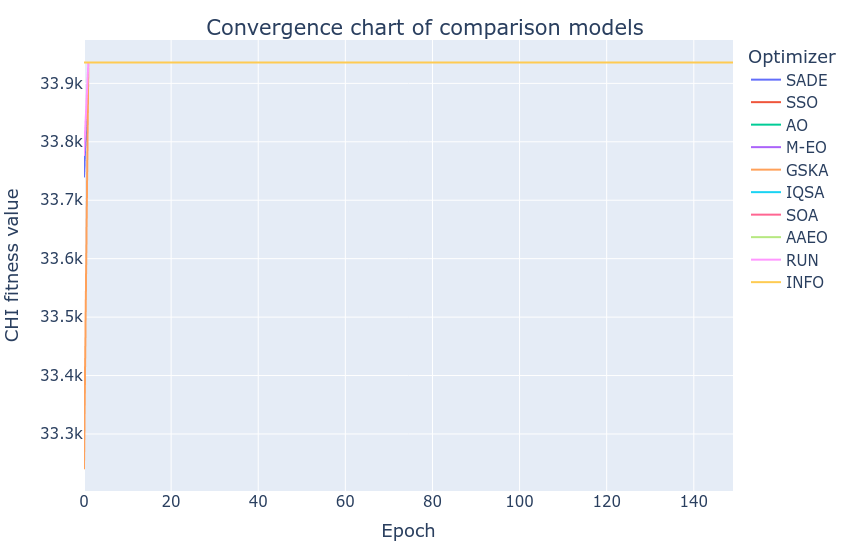 Convergence chart of comparison models
Optimizer
SADE
SSO
AO
M-EO
GSKA
IQSA
SOA
AAEO
RUN
INFO
CHI fitness value
33.9k
33.8k
33.7k
33.6k
33.5k
33.4k
33.3k
0 20 40 60 80 100 120 140
Epoch